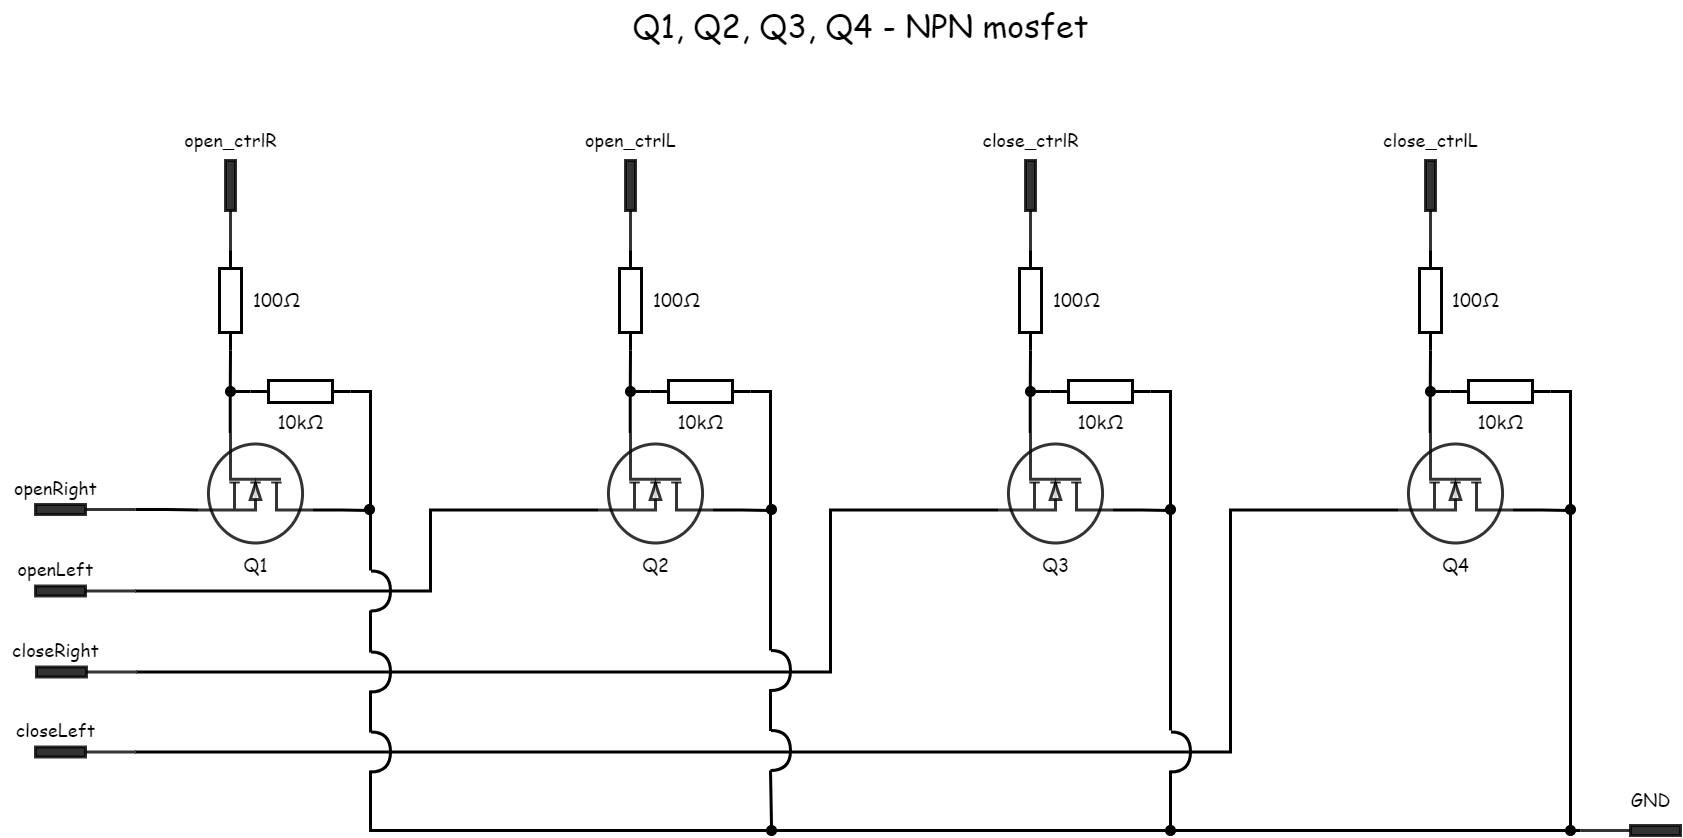 Q1, Q2, Q3, Q4 - NPN mosfet
open_ctrlR
open_ctrlL
close_ctrlR
close_ctrlL
100Ω
100Ω
100Ω
100Ω
10kΩ
10kΩ
10kΩ
10kΩ
openRight
Q1
Q2
Q3
Q4
openLeft
closeRight
closeLeft
GND